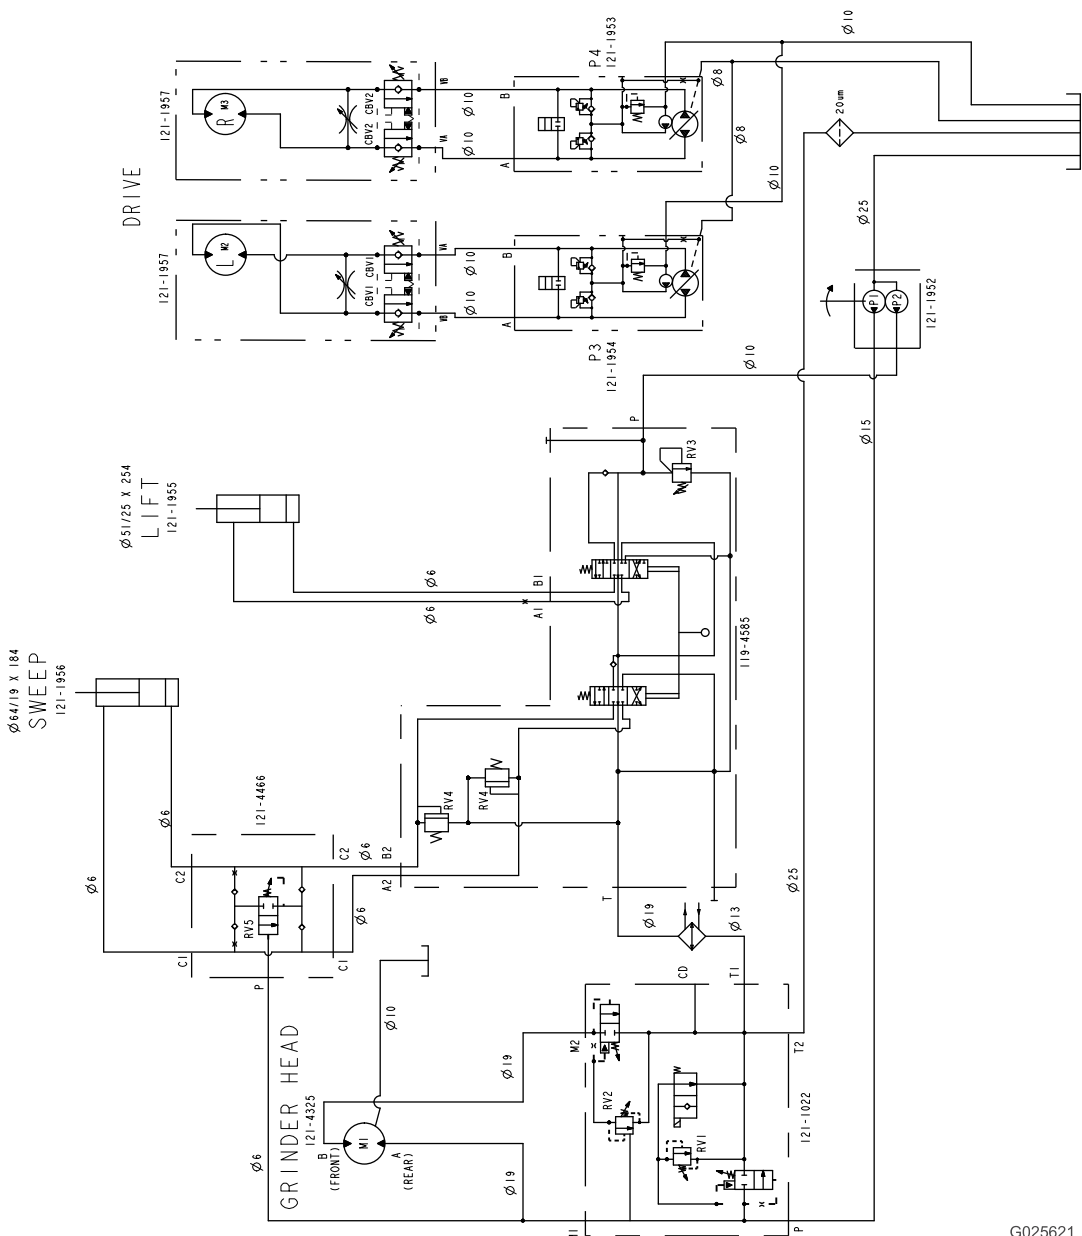 Ø10
P4
121-1953
121-1957
R
M3
CBV2
CBV2
VB
VA
Ø10
Ø10
B
A
Ø8
Ø8
20um
DRIVE
Ø10
Ø25
121-1957
L
M2
CBV1
CBV1
VA
VB
Ø10
Ø10
B
A
P3
121-1954
P1
P2
121-1952
Ø10
Ø15
P
RV3
Ø51/25 X 254
LIFT
121-1955
Ø6
Ø6
B1
A1
119-4585
Ø64/19 X 184
SWEEP
121-1956
121-4466
RV4
RV4
Ø6
Ø6
C2
C2
Ø6
B2
A2
RV5
C1
C1
Ø6
P
T
Ø19
Ø13
Ø25
CD
T1
Ø10
GRINDER HEAD
121-4325
M1
B
(FRONT)
A
(REAR)
Ø19
Ø19
Ø6
M2
RV2
RV1
T2
121-1022
P
G025621